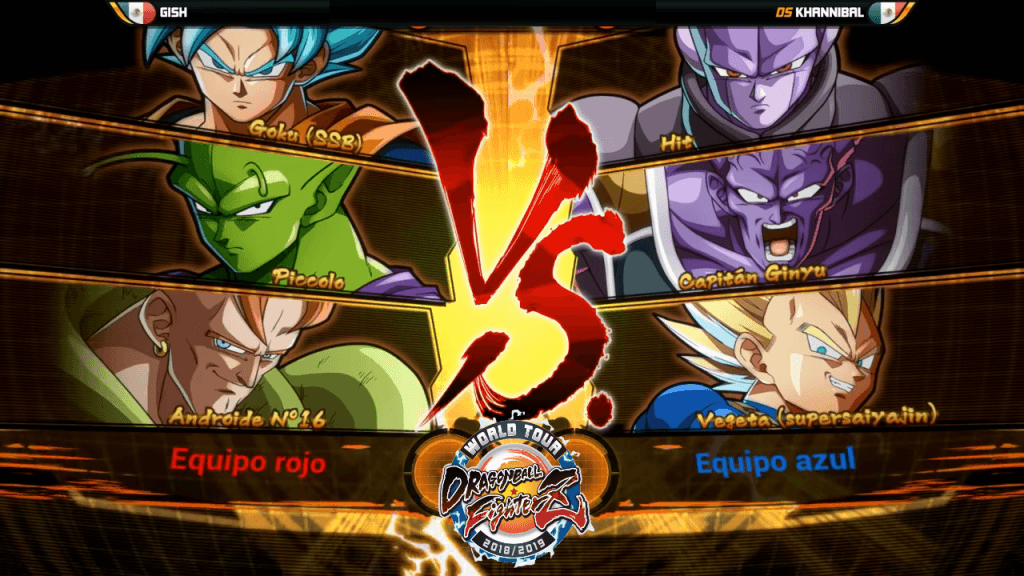 GISH
OS KHANNIBAL
Goku (SSB)
Hit
Piccolo
Capitán Ginyu
Androide Nº16
Vegeta (supersaiyajin)
VS
Equipo rojo
Equipo azul
WORLD TOUR
DRAGONBALL
FighterZ
2018/2019